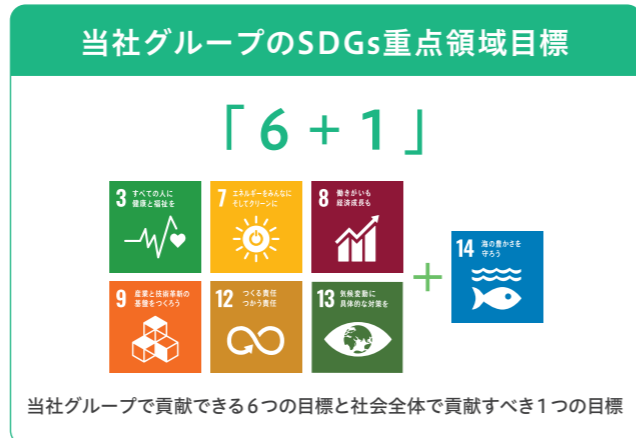 当社グループのSDGs重点領域目標
「6+1」
3 すべての人に
健康と福祉を
7 エネルギーをみんなに
そしてクリーンに
8 働きがいも
経済成長も
9 産業と技術革新の
基盤をつくろう
12 つくる責任
つかう責任
13 気候変動に
具体的な対策を
+
14 海の豊かさを
守ろう
当社グループで貢献できる6つの目標と社会全体で貢献すべき1つの目標